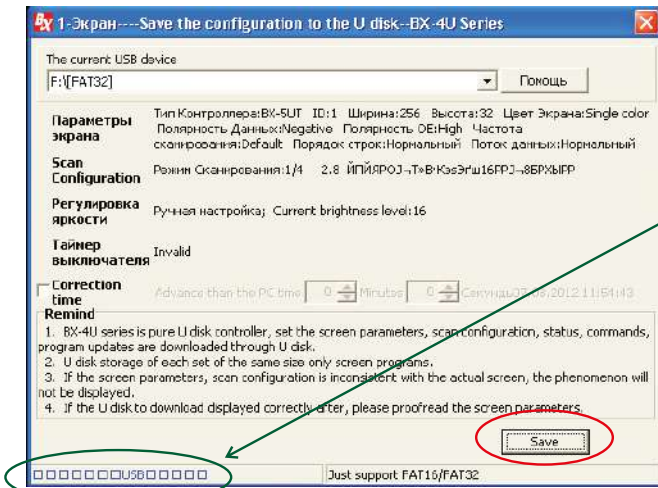 1-Экран----Save the configuration to the U disk--BX-4U Series
The current USB device
F:\[FAT32]
Помощь
Параметры экрана
Тип Контроллера:BX-5UT ID:1 Ширина:256 Высота:32 Цвет Экрана:Single color
Полярность Данных:Negative Полярность OE:High Частота
сканирования:Default Порядок строк:Нормальный Поток данных:Нормальный
Scan Configuration
Режим Сканирования:1/4 2.8
Регулировка яркости
Ручная настройка; Current brightness level:16
Таймер выключателя
Invalid
Correction time
Advance than the PC time 0 Minutes 0 Секунды
Remind
1. BX-4U series is pure U disk controller, set the screen parameters, scan configuration, status, commands,
program updates are downloaded through U disk.
2. U disk storage of each set of the same size only screen programs.
3. If the screen parameters, scan configuration is inconsistent with the actual screen, the phenomenon will
not be displayed.
4. If the U disk to download displayed correctly after, please proofread the screen parameters.
Save
□□□□□□□USB□□□□□
Just support FAT16/FAT32